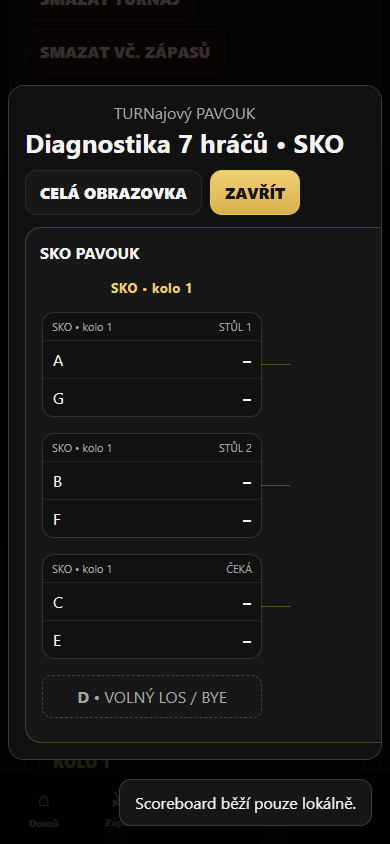 SMAZAT TURNAJ
SMAZAT VČ. ZÁPASŮ
TURNajový PAVOUK
Diagnostika 7 hráčů • SKO
CELÁ OBRAZOVKA
ZAVŘÍT
SKO PAVOUK
SKO • kolo 1
SKO • kolo 1 STŮL 1
A –
G –
SKO • kolo 1 STŮL 2
B –
F –
SKO • kolo 1 ČEKÁ
C –
E –
D • VOLNÝ LOS / BYE
KOLO 1
Domů
Scoreboard běží pouze lokálně.